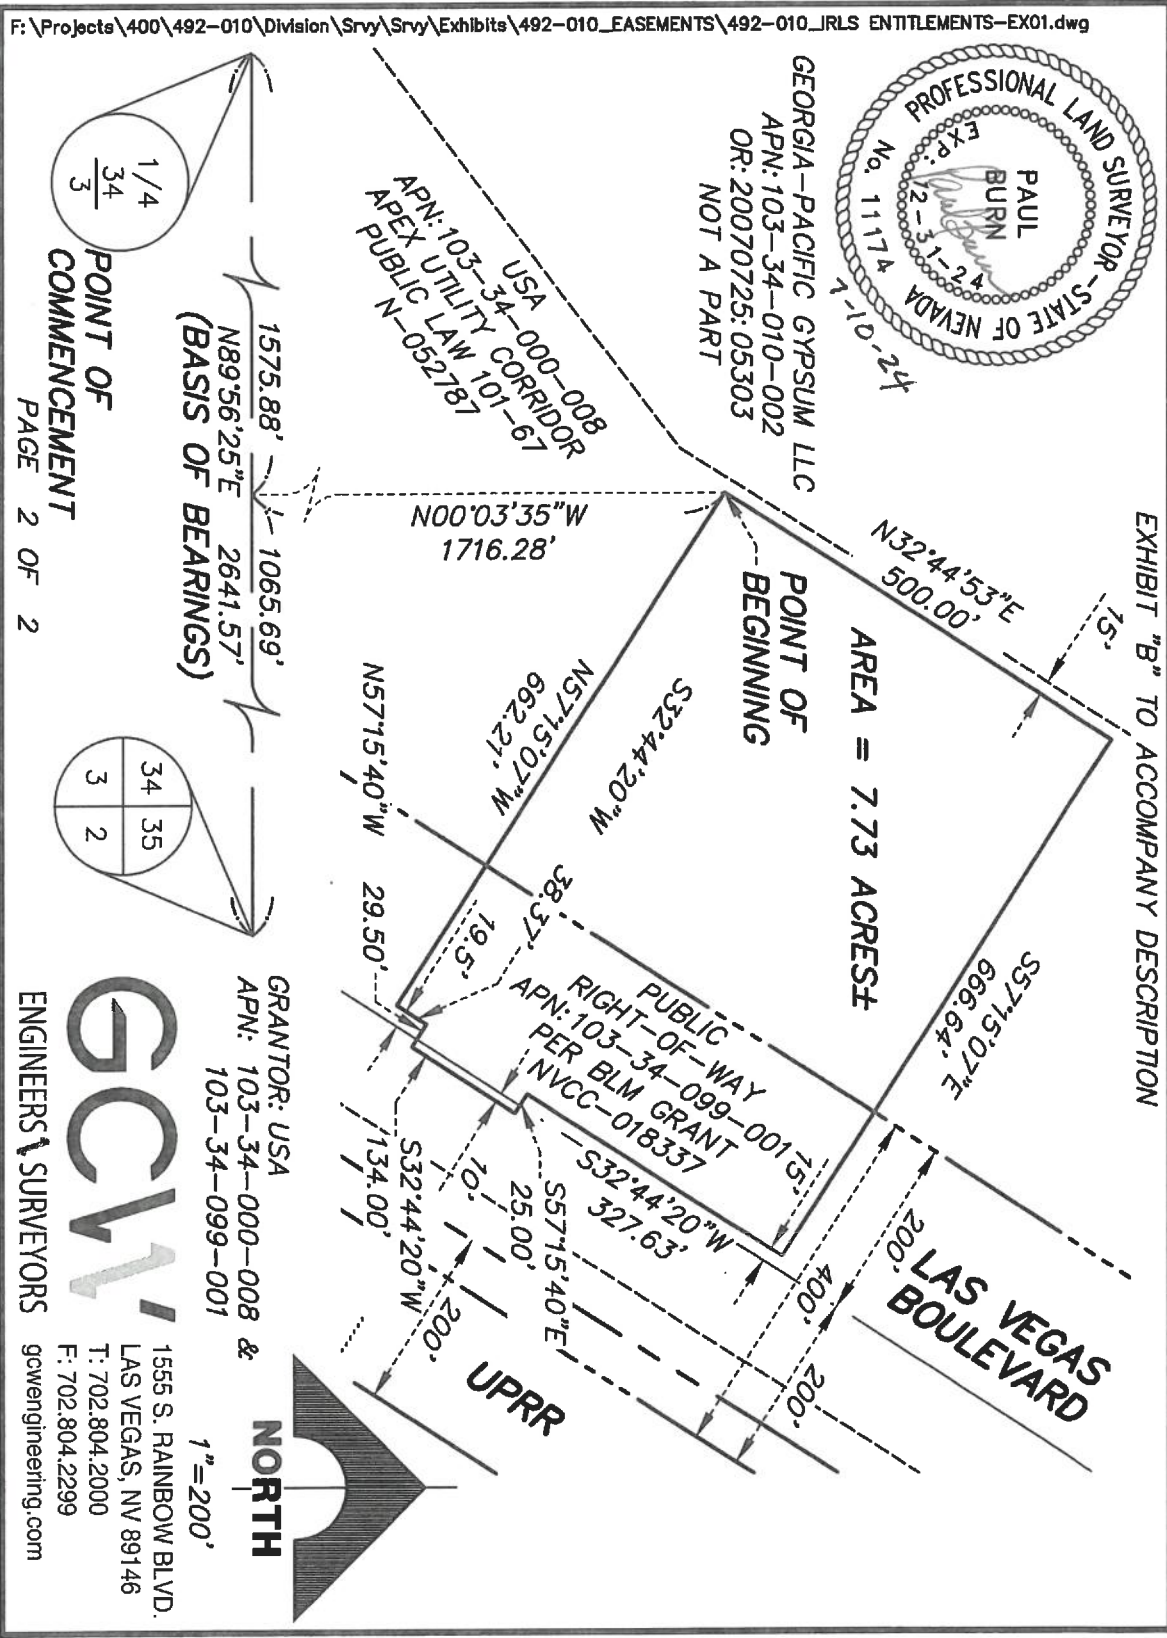 F:\Projects\400\492-010\Division\Srvy\Srvy\Exhibits\492-010_EASEMENTS\492-010_IRLS ENTITLEMENTS-EX01.dwg
EXHIBIT "B" TO ACCOMPANY DESCRIPTION
PROFESSIONAL LAND SURVEYOR - STATE OF NEVADA
EXP: 12-31-24
PAUL
BURN
No. 11174
7-10-24
GEORGIA-PACIFIC GYPSUM LLC
APN:103-34-010-002
OR:20070725:05303
NOT A PART
N32°44'53"E
500.00'
15'
S57°15'07"E
666.64'
AREA = 7.73 ACRES±
POINT OF
BEGINNING
S32°44'20"W
N57°15'07"W
662.21'
USA
APN:103-34-000-008
APEX UTILITY CORRIDOR
PUBLIC LAW 101-67
N-052787
N00°03'35"W
1716.28'
PUBLIC
RIGHT-OF-WAY
APN:103-34-099-001
PER BLM GRANT
NVCC-018337
15'
S32°44'20"W
327.63'
LAS VEGAS
BOULEVARD
200'
400'
200'
38.37'
19.5'
N57°15'40"W 29.50'
S57°15'40"E
25.00'
10'
S32°44'20"W
134.00'
200'
UPRR
1575.88' 1065.69'
N89°56'25"E 2641.57'
(BASIS OF BEARINGS)
1/4
34
3
POINT OF
COMMENCEMENT
34 35
3 2
PAGE 2 OF 2
GRANTOR: USA
APN: 103-34-000-008 &
103-34-099-001
NORTH
1"=200'
GCW
ENGINEERS \ SURVEYORS
1555 S. RAINBOW BLVD.
LAS VEGAS, NV 89146
T: 702.804.2000
F: 702.804.2299
gcwengineering.com